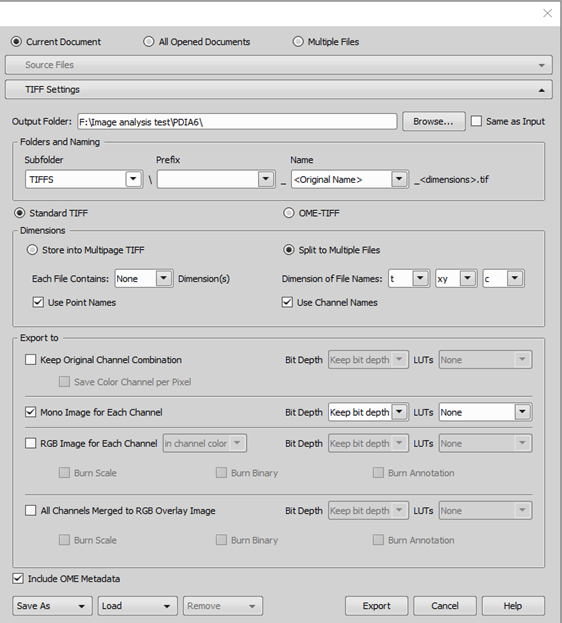 Current Document All Opened Documents Multiple Files
Source Files
TIFF Settings
Output Folder: F:\Image analysis test\PDIA6\ Browse... Same as Input
Folders and Naming
Subfolder Prefix Name
TIFFS \ _ <Original Name> _<dimensions>.tif
Standard TIFF OME-TIFF
Dimensions
Store into Multipage TIFF Split to Multiple Files
Each File Contains: None Dimension(s) Dimension of File Names: t xy c
Use Point Names Use Channel Names
Export to
Keep Original Channel Combination Bit Depth Keep bit depth LUTs None
Save Color Channel per Pixel
Mono Image for Each Channel Bit Depth Keep bit depth LUTs None
RGB Image for Each Channel in channel color Bit Depth Keep bit depth LUTs None
Burn Scale Burn Binary Burn Annotation
All Channels Merged to RGB Overlay Image Bit Depth Keep bit depth LUTs None
Burn Scale Burn Binary Burn Annotation
Include OME Metadata
Save As Load Remove Export Cancel Help